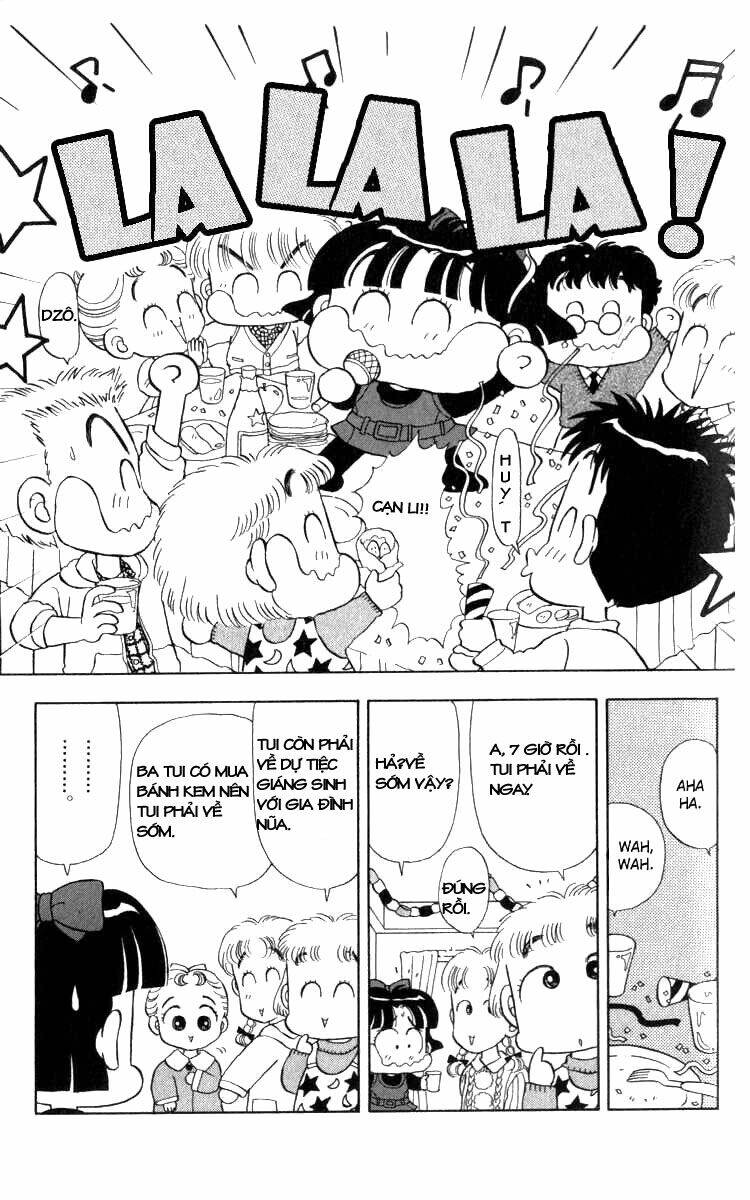 LA LA LA!
DZÔ.
CẠN LI!!
HUY T
AHA
HA.
WAH,
WAH.
A, 7 GIỜ RỒI .
TUI PHẢI VỀ
NGAY.
HẢ?VỀ
SỚM VẬY?
ĐÚNG
RỒI.
TUI CÒN PHẢI
VỀ DỰ TIỆC
GIÁNG SINH
VỚI GIA ĐÌNH
NŨA.
BA TUI CÓ MUA
BÁNH KEM NÊN
TUI PHẢI VỀ
SỚM.
.......。